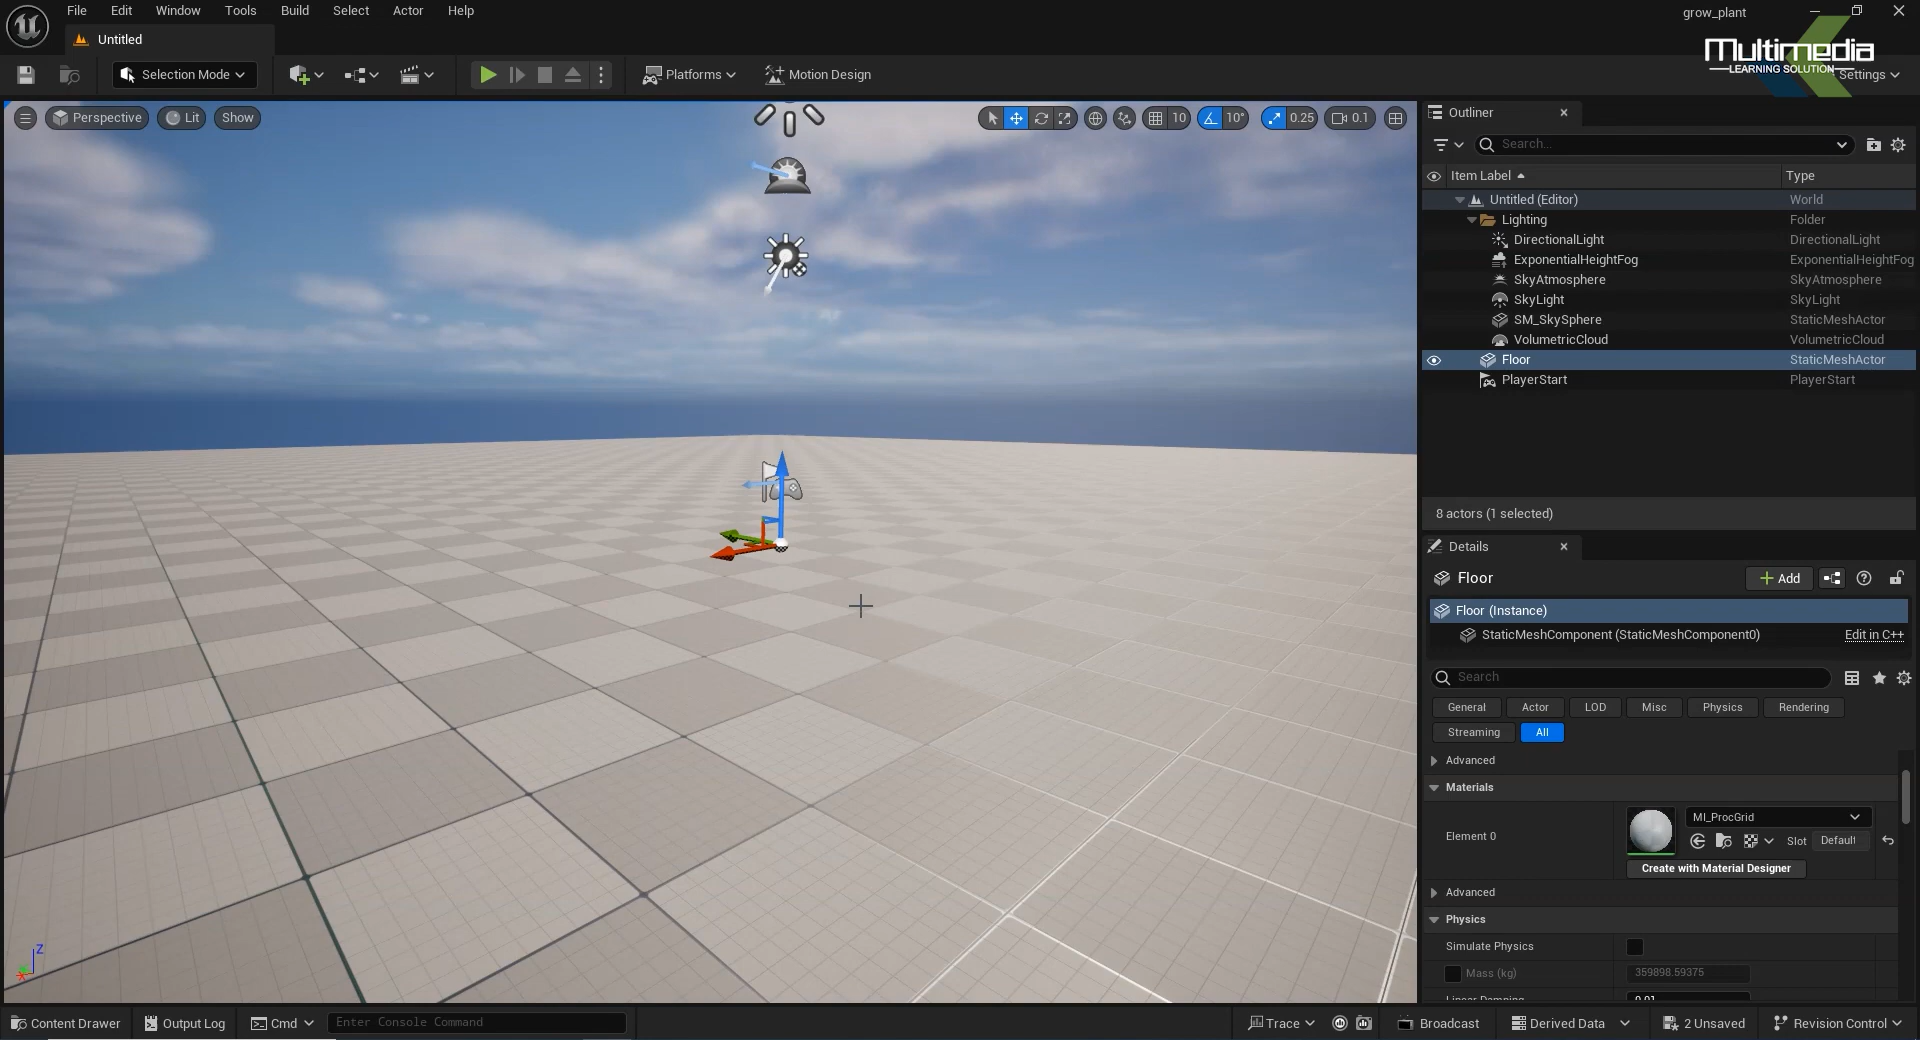 File Edit Window Tools Build Select Actor Help
grow_plant
Untitled
Multimedia
LEARNING SOLUTION
Selection Mode
Platforms
Motion Design
Settings
Perspective
Lit
Show
10
10°
0.25
0.1
Outliner
Search...
Item Label
Type
Untitled (Editor) World
Lighting Folder
DirectionalLight DirectionalLight
ExponentialHeightFog ExponentialHeightFog
SkyAtmosphere SkyAtmosphere
SkyLight SkyLight
SM_SkySphere StaticMeshActor
VolumetricCloud VolumetricCloud
Floor StaticMeshActor
PlayerStart PlayerStart
8 actors (1 selected)
Details
Floor
Add
Floor (Instance)
StaticMeshComponent (StaticMeshComponent0) Edit in C++
Search
General Actor LOD Misc Physics Rendering
Streaming All
Advanced
Materials
Element 0
MI_ProcGrid
Slot Default
Create with Material Designer
Advanced
Physics
Simulate Physics
Mass (kg) 359898.59375
Linear Damping 0.01
Z
Content Drawer
Output Log
Cmd
Enter Console Command
Trace
Broadcast
Derived Data
2 Unsaved
Revision Control